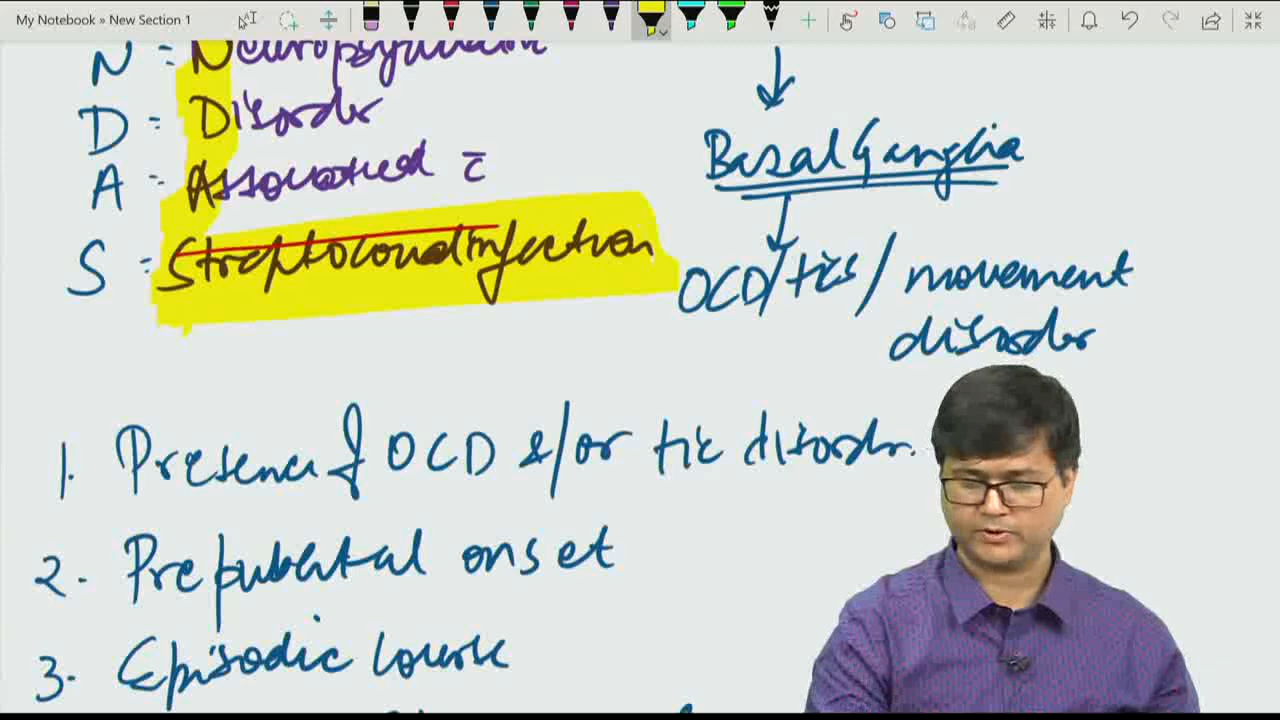 My Notebook » New Section 1
N = Neuropsychiatric
D = Disorder
A = Associated c̄
S = Streptococcal infection
↓
Basal Ganglia
↓
OCD/tics/movement
disorder
1. Presence of OCD &/or tic disorder.
2. Prepubertal onset
3. Episodic course